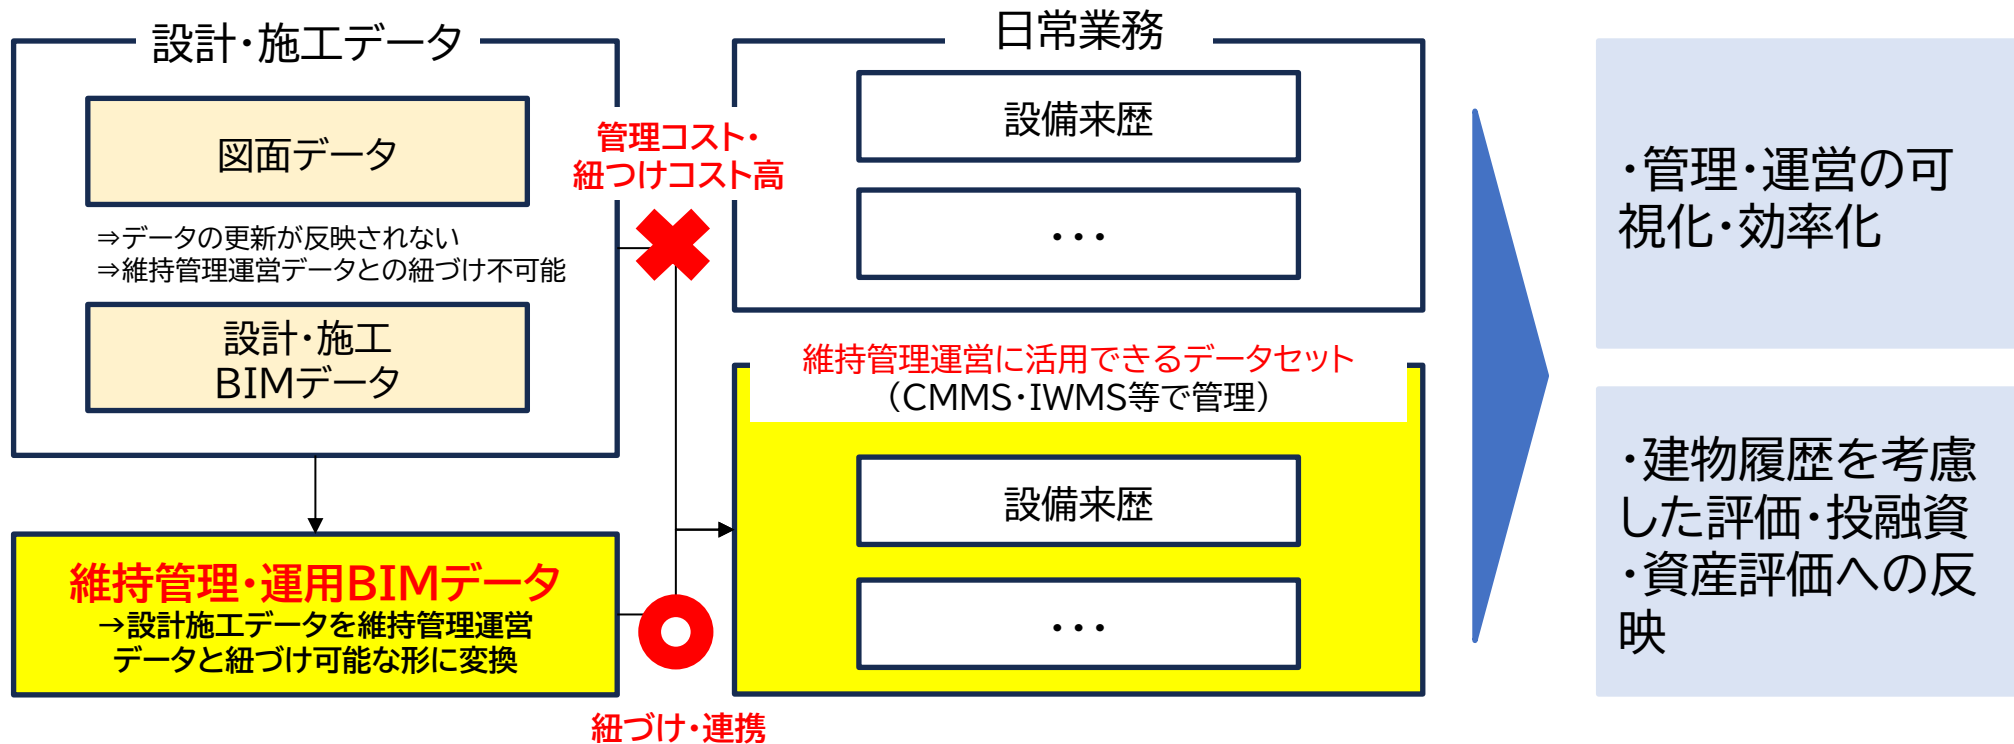 設計・施工データ
図面データ
⇒データの更新が反映されない
⇒維持管理運営データとの紐づけ不可能
設計・施工
BIMデータ
維持管理・運用BIMデータ
→設計施工データを維持管理運営
データと紐づけ可能な形に変換
管理コスト・
紐つけコスト高
紐づけ・連携
日常業務
設備来歴
・・・
維持管理運営に活用できるデータセット
（CMMS・IWMS等で管理）
設備来歴
・・・
・管理・運営の可
視化・効率化
・建物履歴を考慮
した評価・投融資
・資産評価への反
映